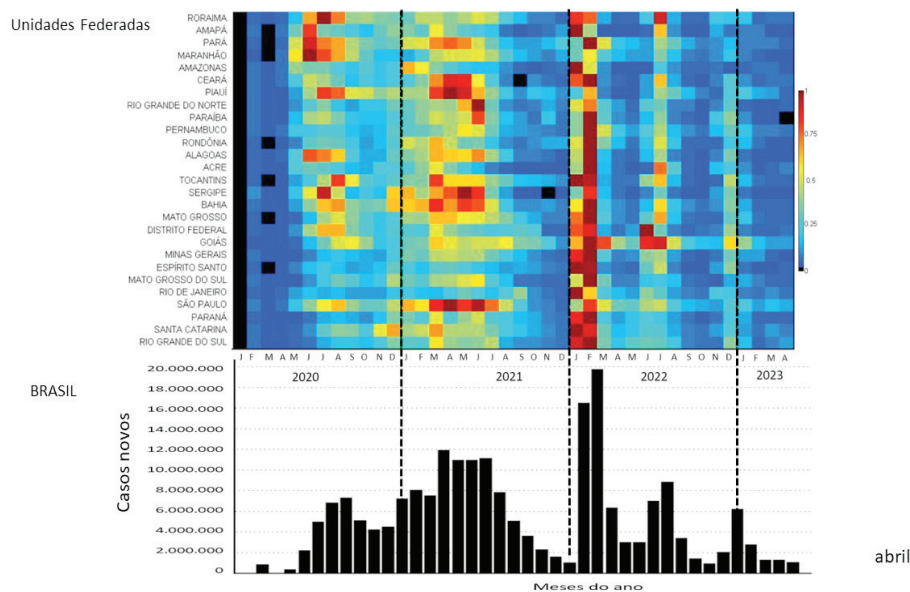 Unidades Federadas
RORAIMA
AMAPÁ
PARÁ
MARANHÃO
AMAZONAS
CEARÁ
PIAUÍ
RIO GRANDE DO NORTE
PARAÍBA
PERNAMBUCO
RONDÔNIA
ALAGOAS
ACRE
TOCANTINS
SERGIPE
BAHIA
MATO GROSSO
DISTRITO FEDERAL
GOIÁS
MINAS GERAIS
ESPÍRITO SANTO
MATO GROSSO DO SUL
RIO DE JANEIRO
SÃO PAULO
PARANÁ
SANTA CATARINA
RIO GRANDE DO SUL
1
0.75
0.5
0.25
0
J F M A M J J A S O N D J F M A M J J A S O N D J F M A M J J A S O N D J F M A
2020 2021 2022 2023
BRASIL
Casos novos
20.000.000
18.000.000
16.000.000
14.000.000
12.000.000
10.000.000
8.000.000
6.000.000
4.000.000
2.000.000
abril
Meses do ano